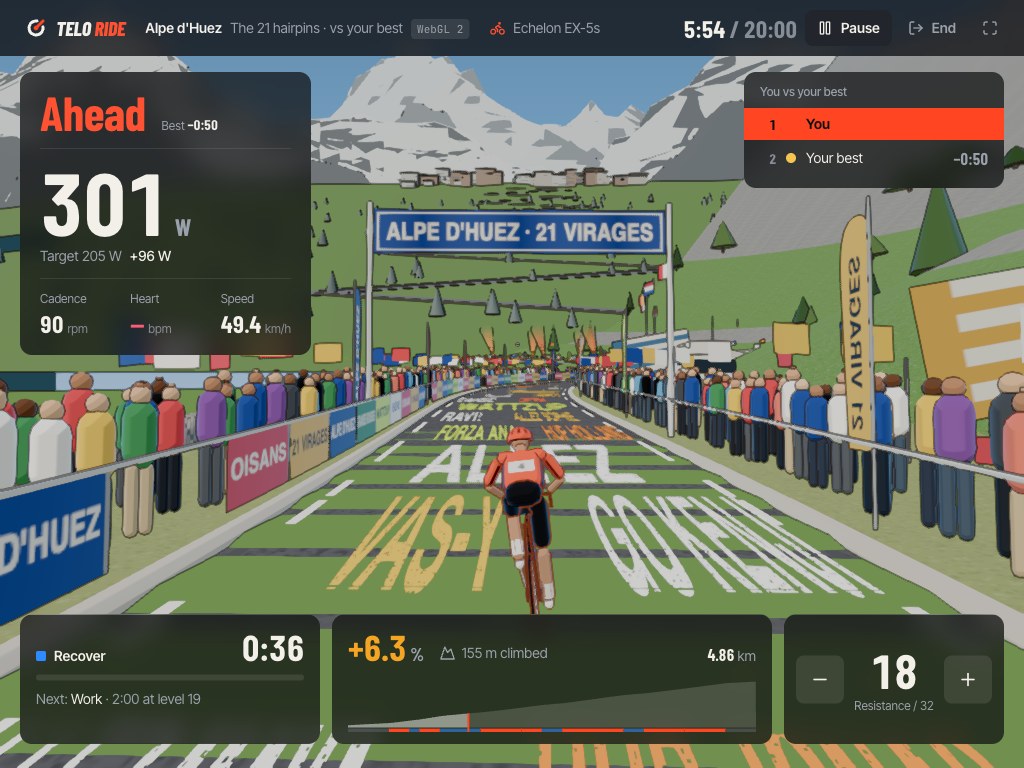 TELO RIDE
Alpe d'Huez The 21 hairpins · vs your best WebGL 2
Echelon EX-5s
5:54 / 20:00
Pause
End
Ahead Best −0:50
301 W
Target 205 W +96 W
Cadence Heart Speed
90 rpm – bpm 49.4 km/h
You vs your best
1 You
2 Your best −0:50
ALPE D'HUEZ · 21 VIRAGES
21 VIRAGES
OISANS
21 VIRAGES
ALPE D'HUEZ
D'HUEZ
WATTZUP
FORZA
VAS-Y
Recover 0:36
Next: Work · 2:00 at level 19
+6.3 % 155 m climbed 4.86 km
− 18 +
Resistance / 32